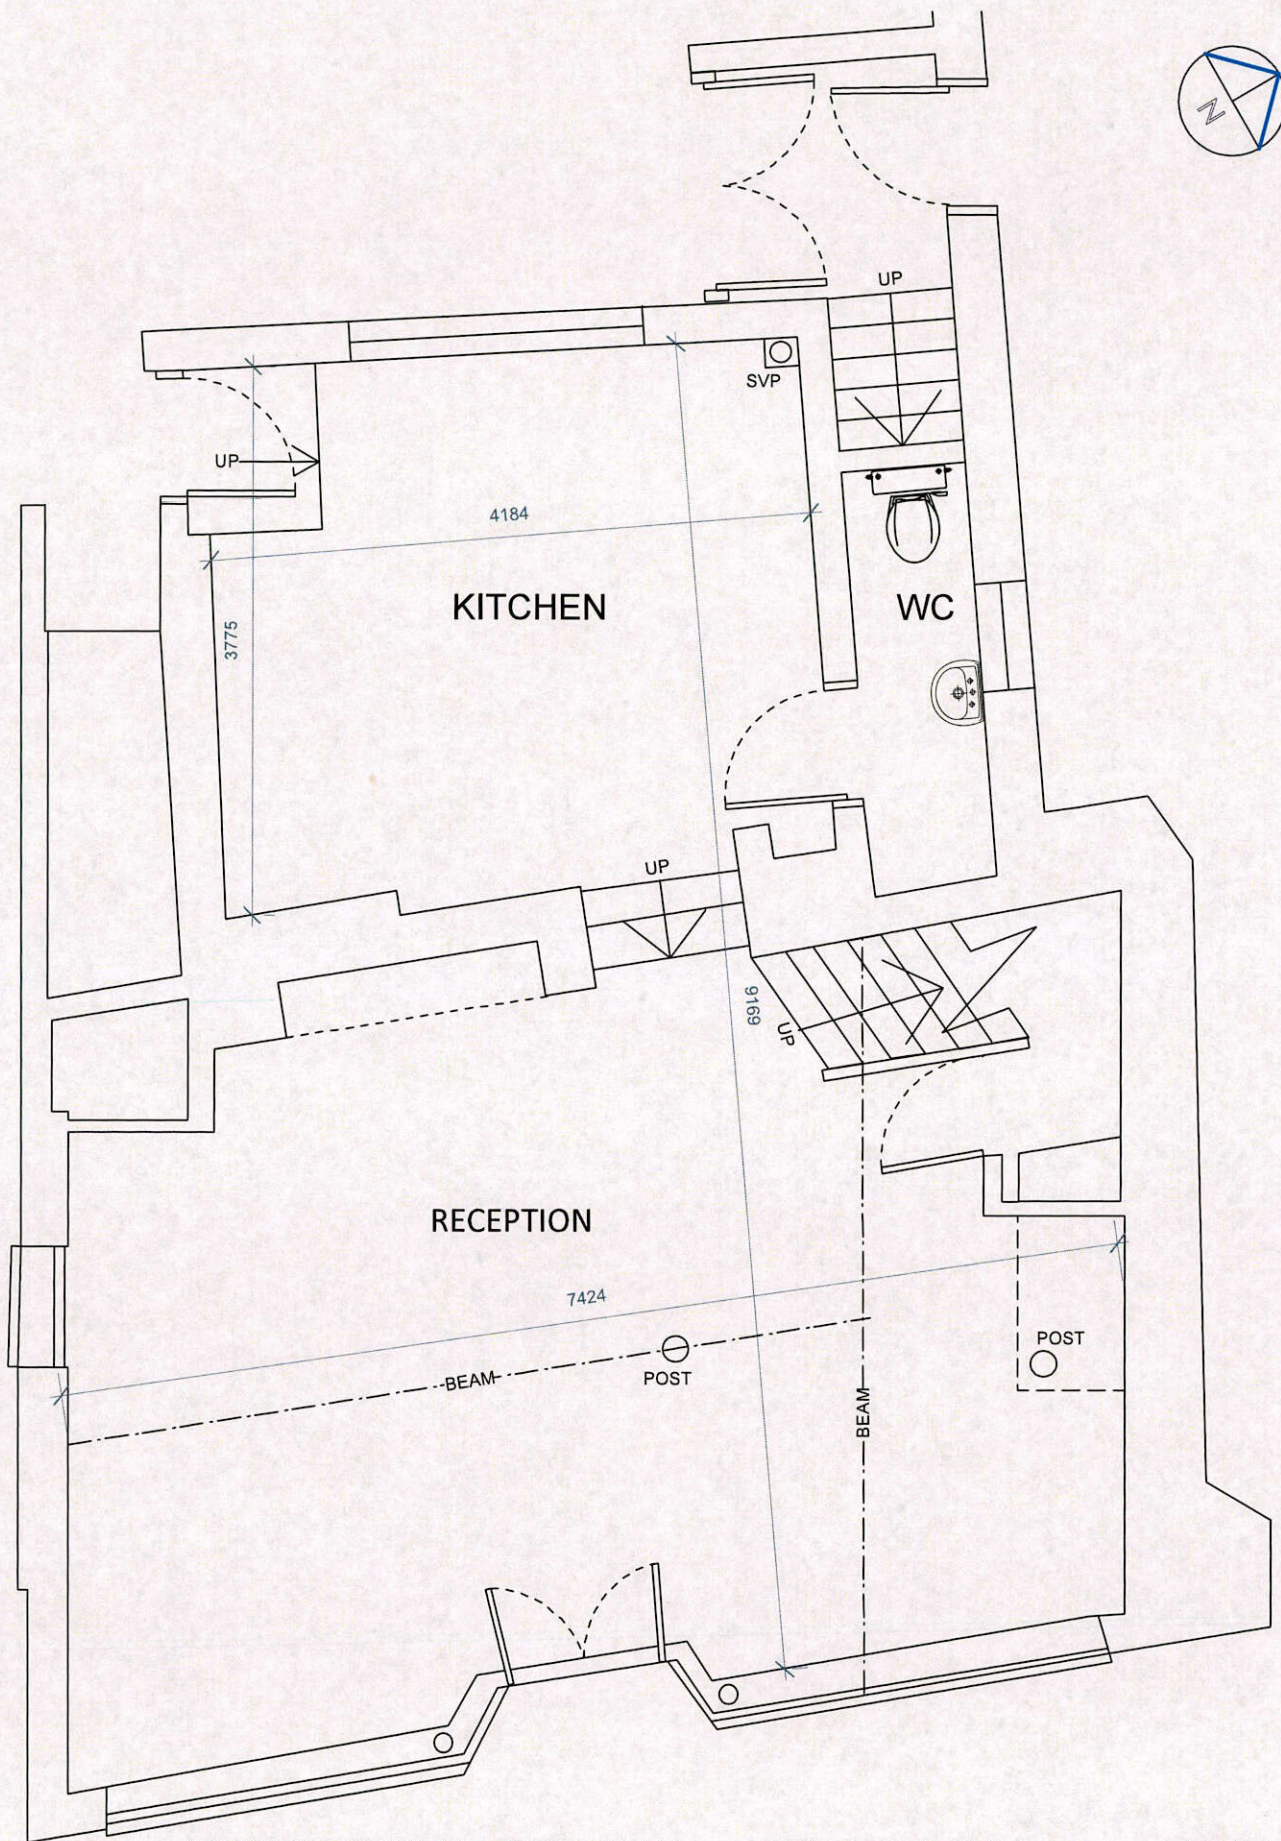 N
UP
SVP
UP
4184
KITCHEN
WC
3775
UP
9169
UP
RECEPTION
7424
POST
BEAM
POST
BEAM